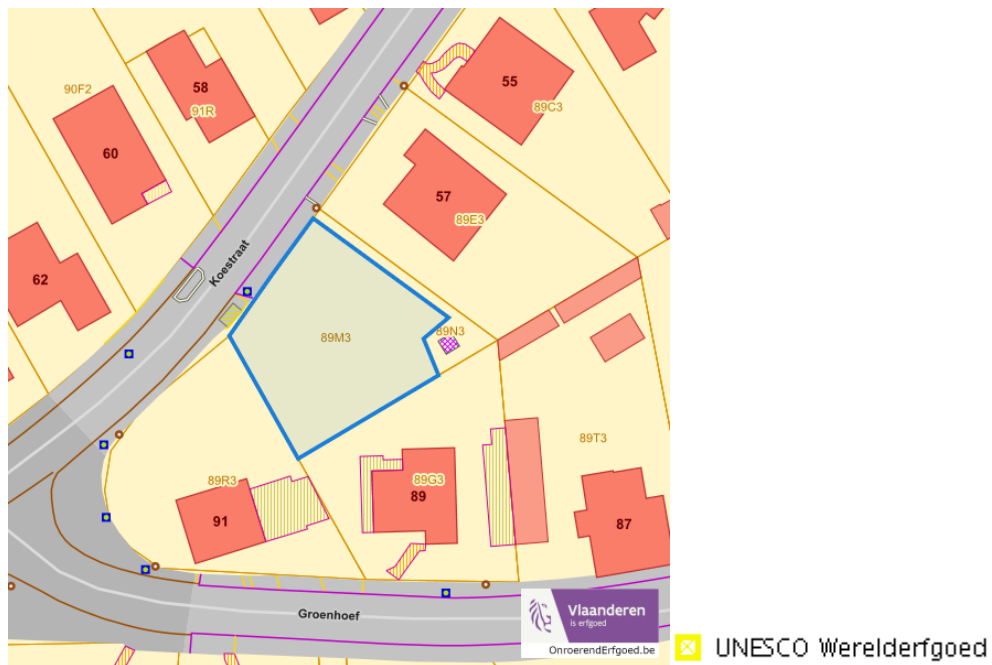 58
55
90F2
91R
89C3
60
57
89E3
Koestraat
62
89M3
89N3
89T3
89R3
89G3
89
91
87
Groenhoef
Vlaanderen
is erfgoed
OnroerendErfgoed.be
UNESCO Werelderfgoed